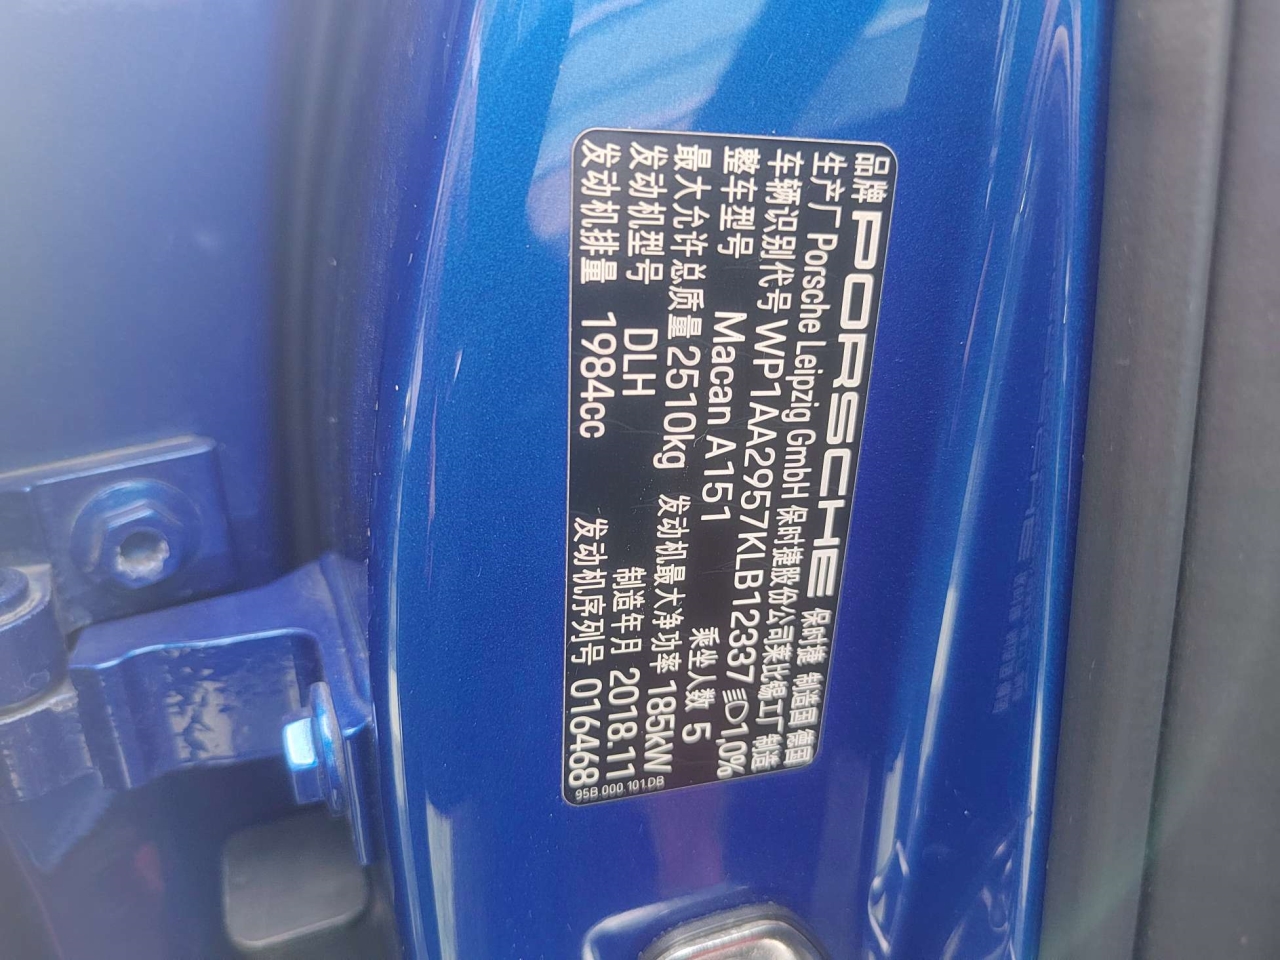 品牌 PORSCHE 保时捷 制造国 德国
生产厂 Porsche Leipzig GmbH 保时捷股份公司莱比锡工厂 制造
车辆识别代号 WP1AA2957KLB12337 1,0%
整车型号 Macan A151 乘坐人数 5
最大允许总质量 2510kg 发动机最大净功率 185kW
发动机型号 DLH 制造年月 2018.11
发动机排量 1984cc 发动机序列号 016468
95B.000.101.DB